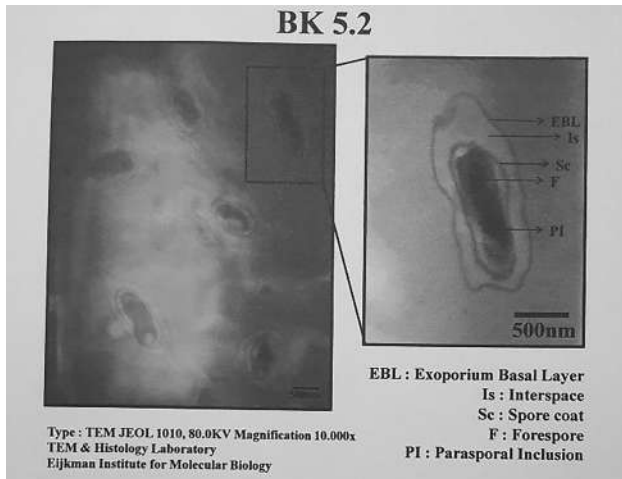 BK 5.2
EBL
Is
Sc
F
PI
500nm
EBL : Exoporium Basal Layer
Is : Interspace
Sc : Spore coat
F : Forespore
PI : Parasporal Inclusion
Type : TEM JEOL 1010, 80.0KV Magnification 10.000x
TEM & Histology Laboratory
Eijkman Institute for Molecular Biology